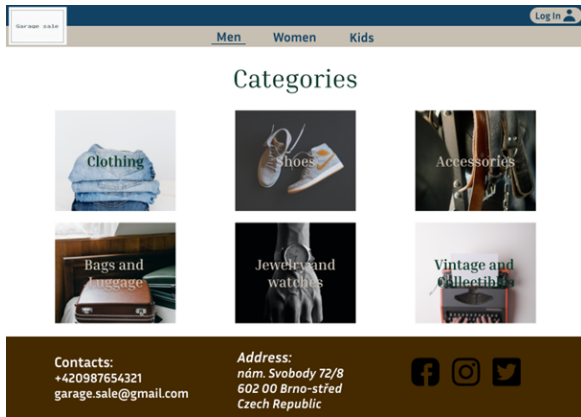 Garage sale
Log In
Men Women Kids
Categories
Clothing
Shoes
Accessories
Bags and
Luggage
Jewelry and
watches
Vintage and
Collectibles
Contacts:
+420987654321
garage.sale@gmail.com
Address:
nám. Svobody 72/8
602 00 Brno-střed
Czech Republic